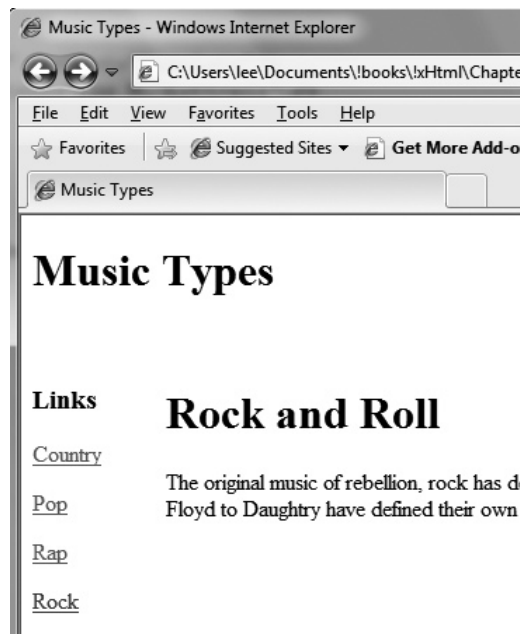 Music Types - Windows Internet Explorer
C:\Users\lee\Documents\!books\!xHtml\Chapte
File Edit View Favorites Tools Help
Favorites Suggested Sites Get More Add-o
Music Types
Music Types
Links
Rock and Roll
Country
The original music of rebellion, rock has d
Pop
Floyd to Daughtry have defined their own
Rap
Rock